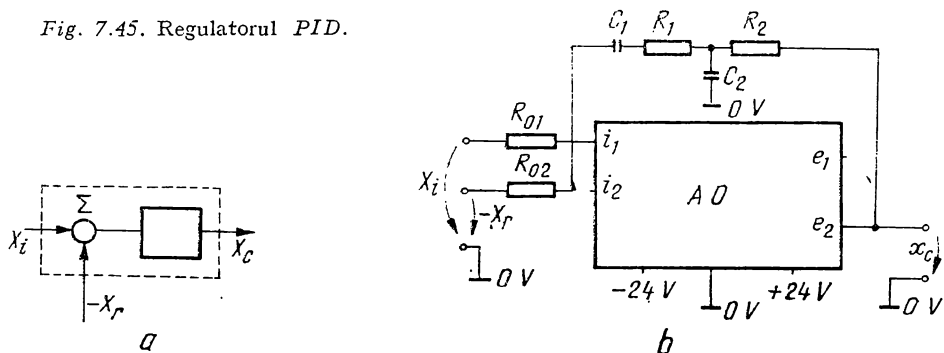 Fig. 7.45. Regulatorul PID.
C1 R1 R2
C2
0 V
R01
i1
Xi
R02
i2
-Xr
e1
AO
e2
xc
0 V
-24 V
0 V
+24 V
0 V
b
Σ
Xi
Xc
-Xr
a